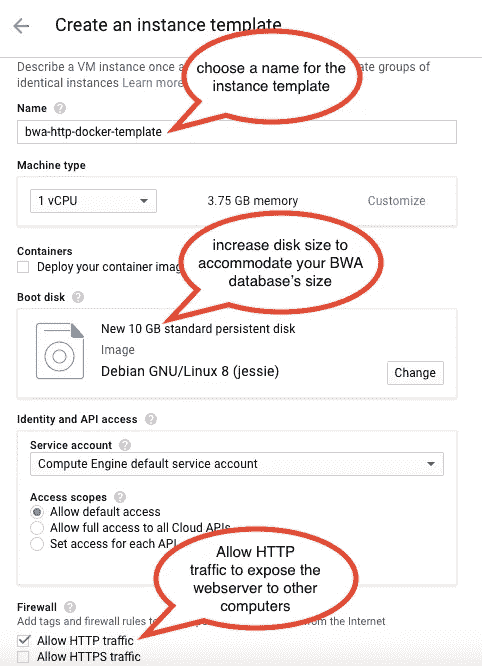 Create an instance template
Describe a VM instance once a
choose a name for the
instance template
ate groups of
identical instances Learn more
Name
bwa-http-docker-template
Machine type
1 vCPU 3.75 GB memory Customize
Containers
Deploy your container imag
increase disk size to
accommodate your BWA
database's size
Boot disk
New 10 GB standard persistent disk
Image
Debian GNU/Linux 8 (jessie)
Change
Identity and API access
Service account
Compute Engine default service account
Access scopes
Allow default access
Allow full access to all Cloud APIs
Set access for each API
Allow HTTP
traffic to expose the
webserver to other
computers
Firewall
Add tags and firewall rules to from the Internet
Allow HTTP traffic
Allow HTTPS traffic